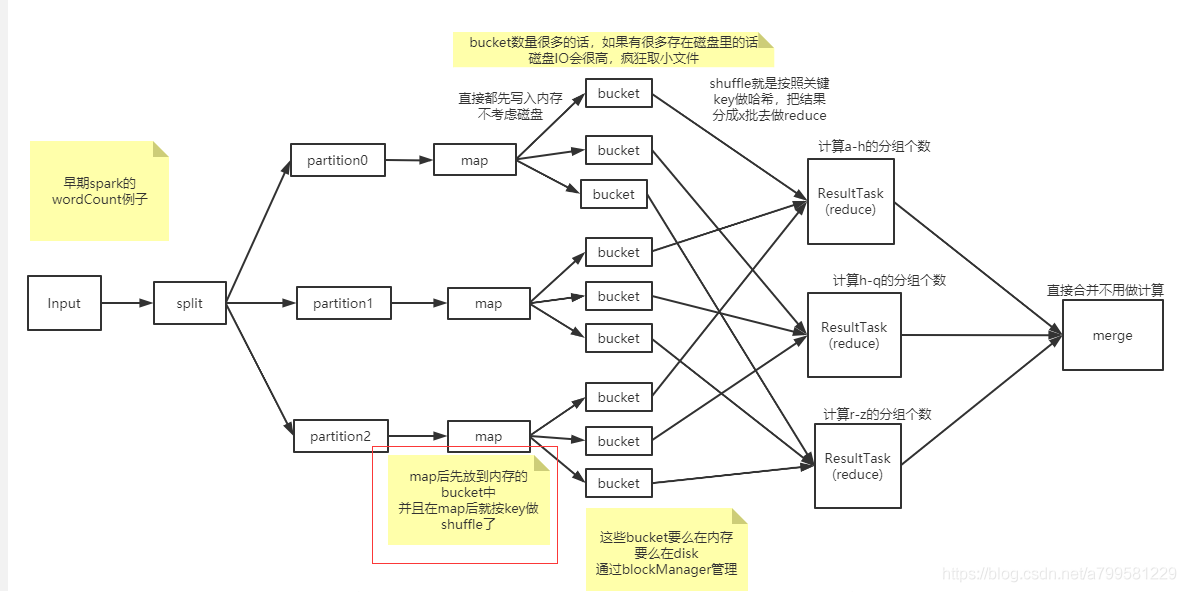 bucket数量很多的话，如果有很多存在磁盘里的话
磁盘IO会很高，疯狂取小文件
直接都先写入内存
不考虑磁盘
shuffle就是按照关键
key做哈希，把结果
分成x批去做reduce
早期spark的
wordCount例子
Input
split
partition0
map
bucket
bucket
bucket
partition1
map
bucket
bucket
bucket
partition2
map
bucket
bucket
bucket
map后先放到内存的
bucket中
并且在map后就按key做
shuffle了
这些bucket要么在内存
要么在disk
通过blockManager管理
计算a-h的分组个数
ResultTask
(reduce)
计算h-q的分组个数
ResultTask
(reduce)
计算r-z的分组个数
ResultTask
(reduce)
直接合并不用做计算
merge
https://blog.csdn.net/a799581229